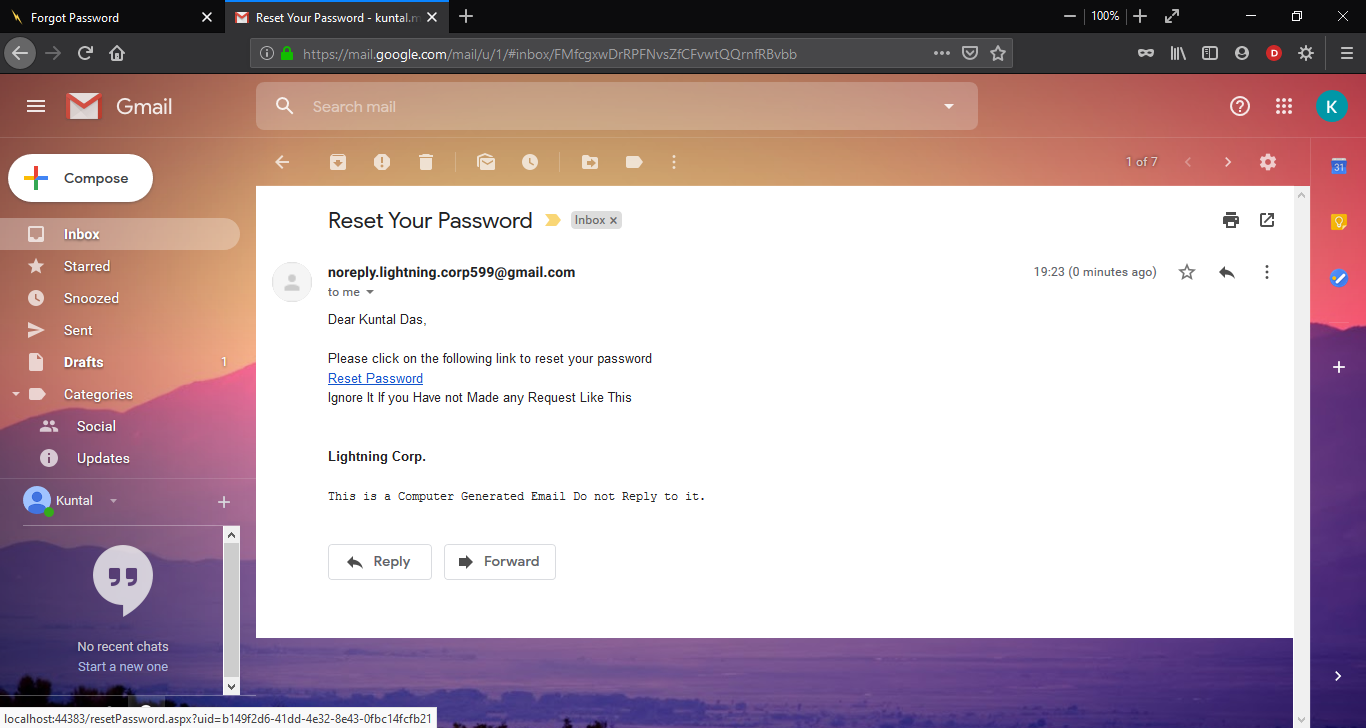 Forgot Password
Reset Your Password - kuntal.m
100%
https://mail.google.com/mail/u/1/#inbox/FMfcgxwDrRPFNvsZfCFvwtQQrnfRBvbb
D
Gmail
Search mail
K
Compose
1 of 7
31
Inbox
Starred
Snoozed
Sent
Drafts 1
Categories
Social
Updates
Kuntal
No recent chats
Start a new one
Reset Your Password
Inbox x
noreply.lightning.corp599@gmail.com
19:23 (0 minutes ago)
to me
Dear Kuntal Das,
Please click on the following link to reset your password
Reset Password
Ignore It If you Have not Made any Request Like This
Lightning Corp.
This is a Computer Generated Email Do not Reply to it.
Reply
Forward
localhost:44383/resetPassword.aspx?uid=b149f2d6-41dd-4e32-8e43-0fbc14fcfb21